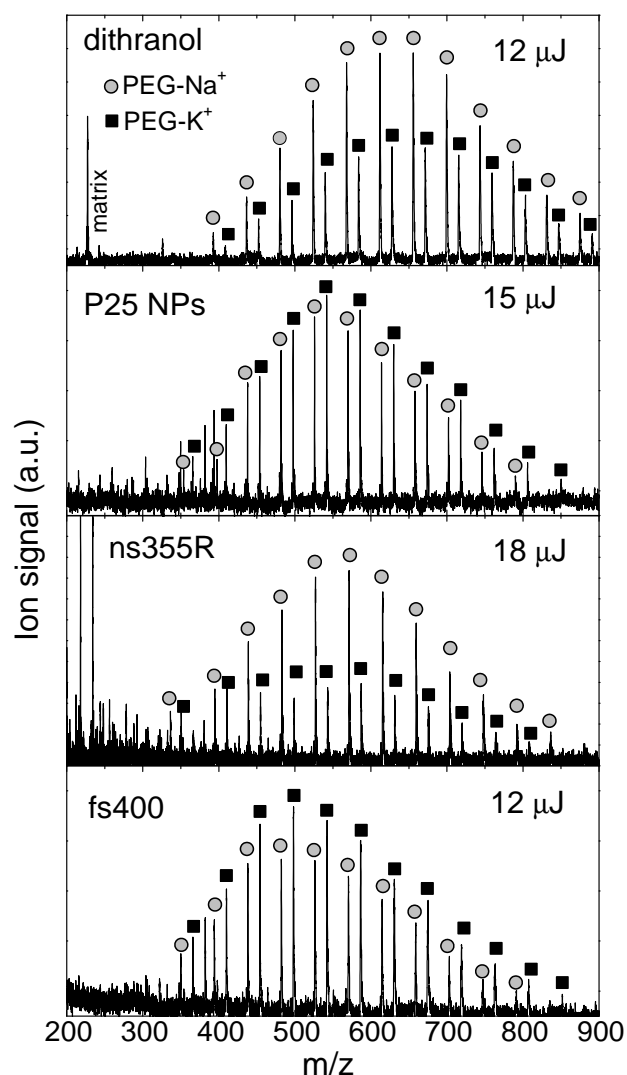 dithranol
12 μJ
PEG-Na+
PEG-K+
matrix
P25 NPs
15 μJ
ns355R
18 μJ
fs400
12 μJ
Ion signal (a.u.)
200 300 400 500 600 700 800 900
m/z